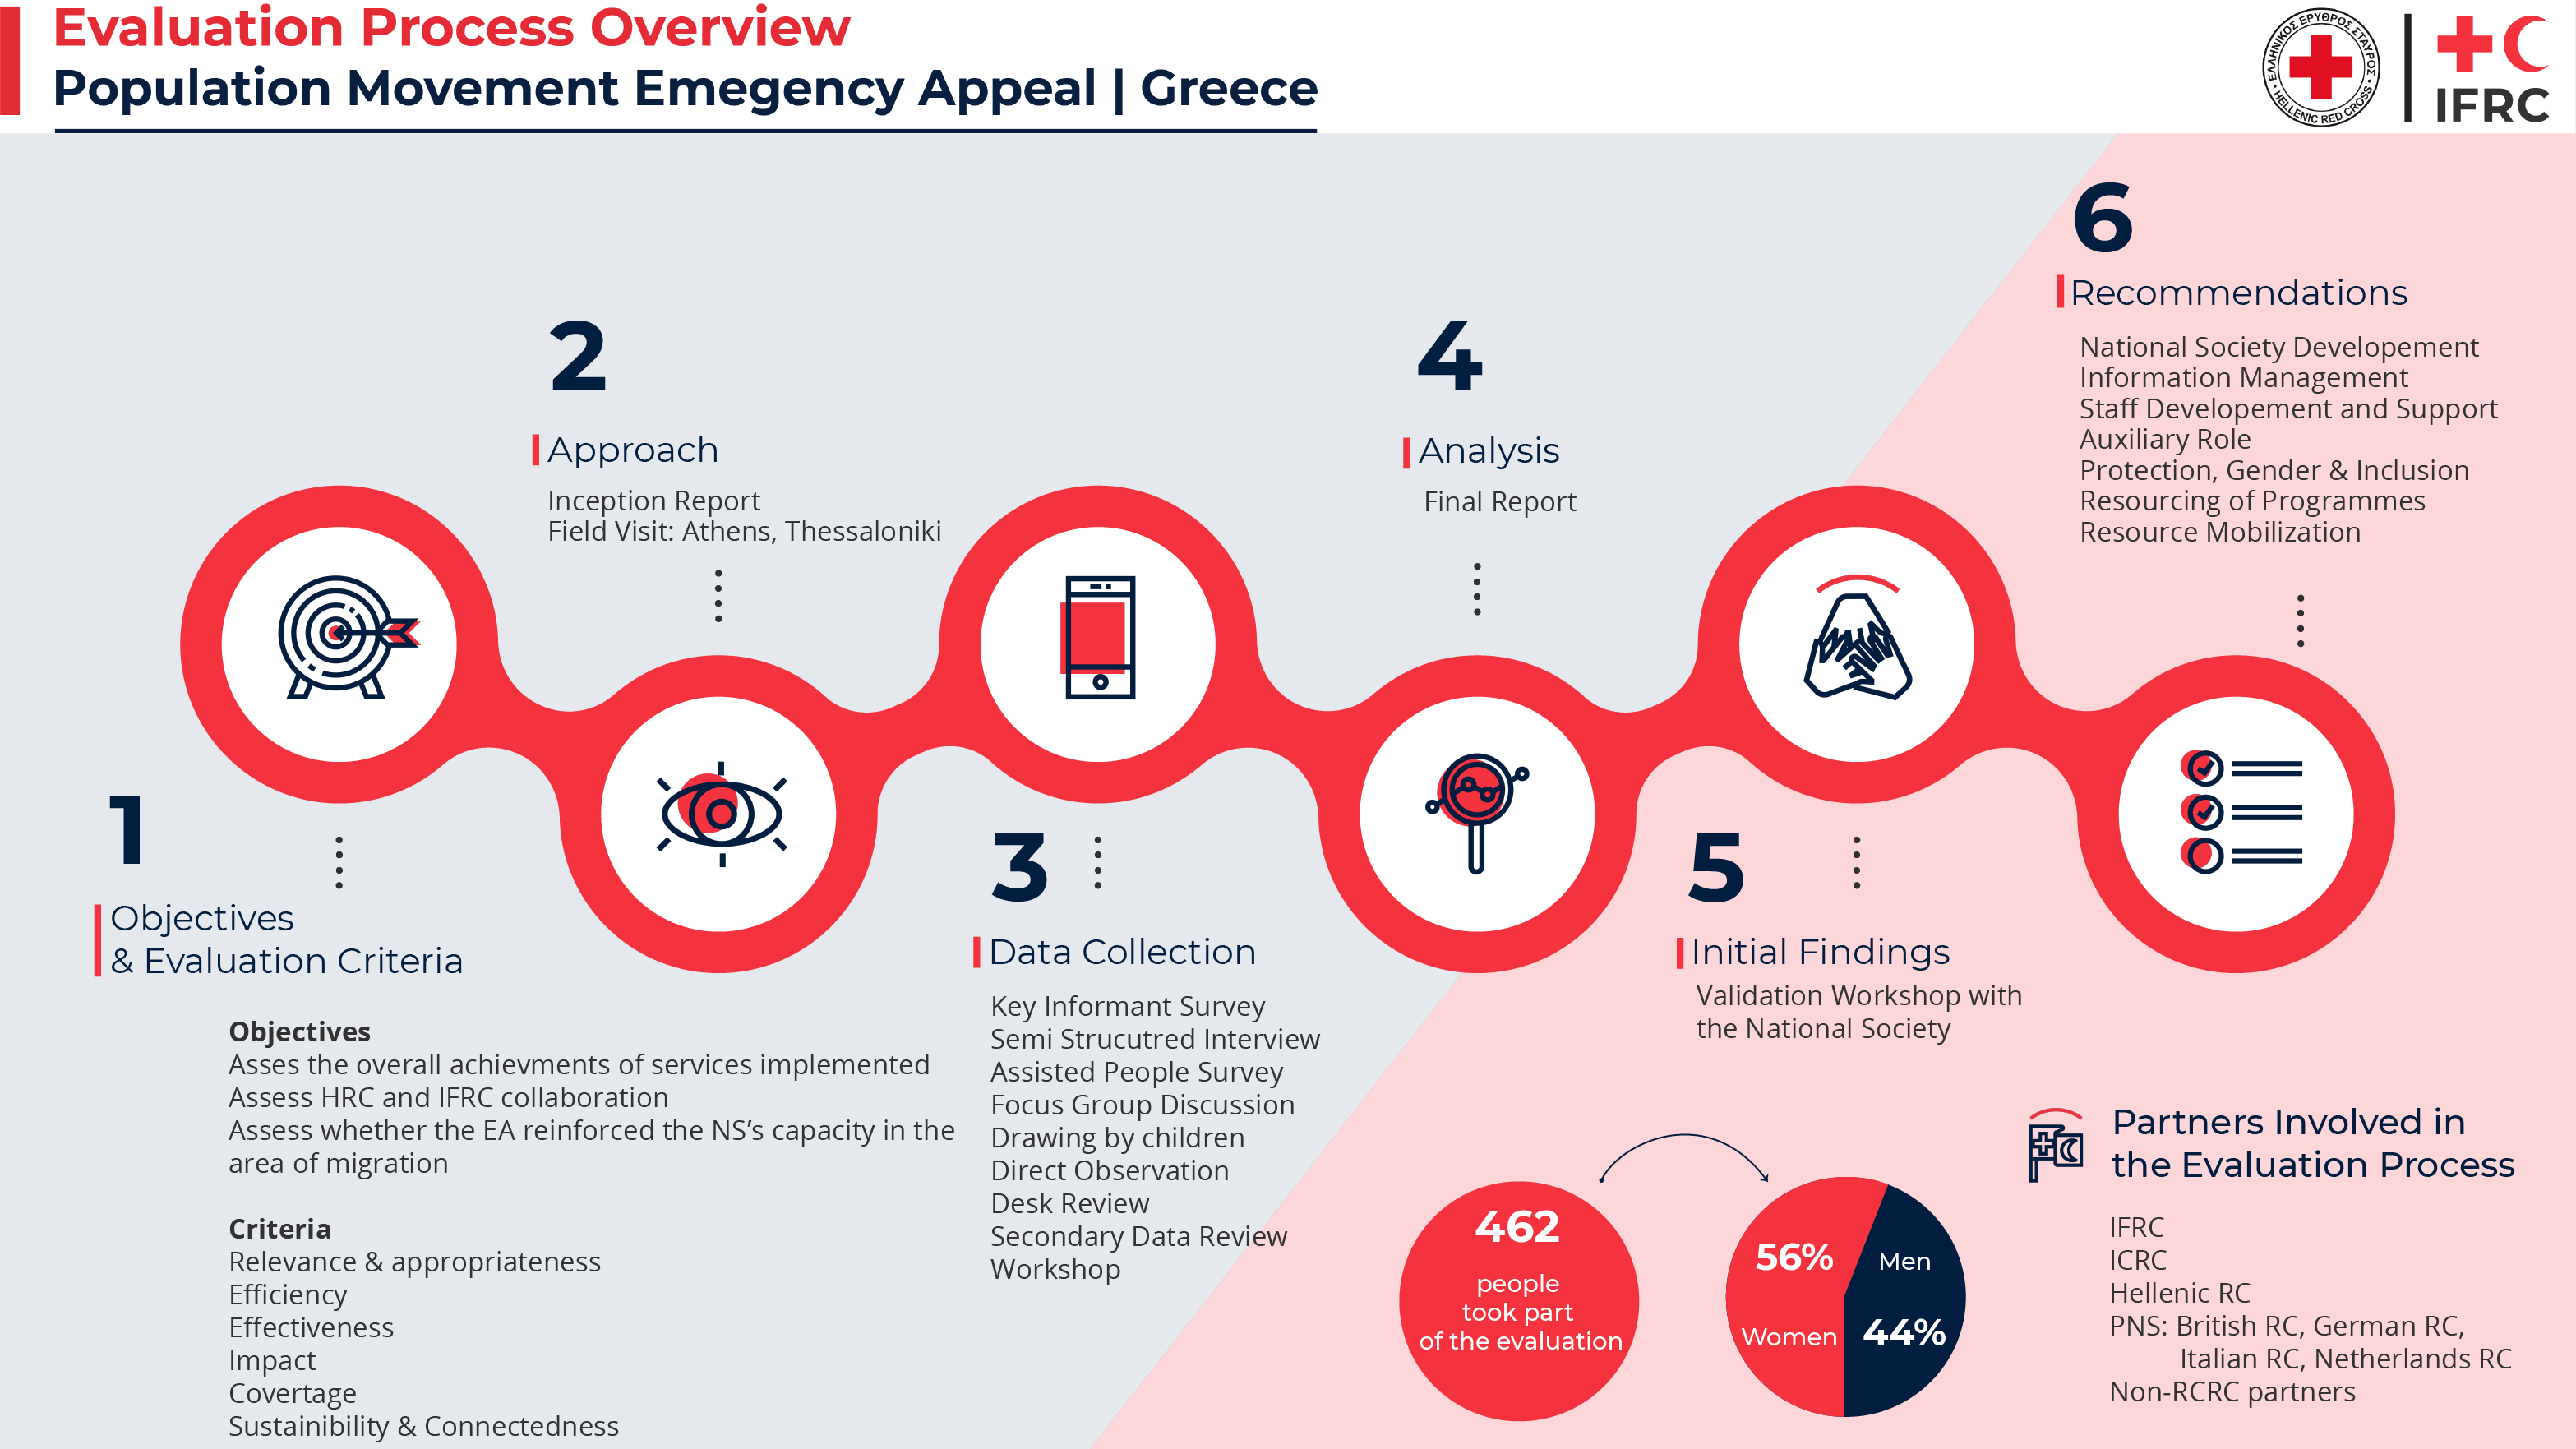 Evaluation Process Overview
Population Movement Emegency Appeal | Greece
ΕΛΛΗΝΙΚΟΣ ΕΡΥΘΡΟΣ ΣΤΑΥΡΟΣ
• HELLENIC RED CROSS •
IFRC
1
Objectives
& Evaluation Criteria
Objectives
Asses the overall achievments of services implemented
Assess HRC and IFRC collaboration
Assess whether the EA reinforced the NS’s capacity in the
area of migration
Criteria
Relevance & appropriateness
Efficiency
Effectiveness
Impact
Covertage
Sustainibility & Connectedness
2
Approach
Inception Report
Field Visit: Athens, Thessaloniki
3
Data Collection
Key Informant Survey
Semi Strucutred Interview
Assisted People Survey
Focus Group Discussion
Drawing by children
Direct Observation
Desk Review
Secondary Data Review
Workshop
4
Analysis
Final Report
5
Initial Findings
Validation Workshop with
the National Society
6
Recommendations
National Society Developement
Information Management
Staff Developement and Support
Auxiliary Role
Protection, Gender & Inclusion
Resourcing of Programmes
Resource Mobilization
462
people
took part
of the evaluation
56%
Women
Men
44%
Partners Involved in
the Evaluation Process
IFRC
ICRC
Hellenic RC
PNS: British RC, German RC,
Italian RC, Netherlands RC
Non-RCRC partners